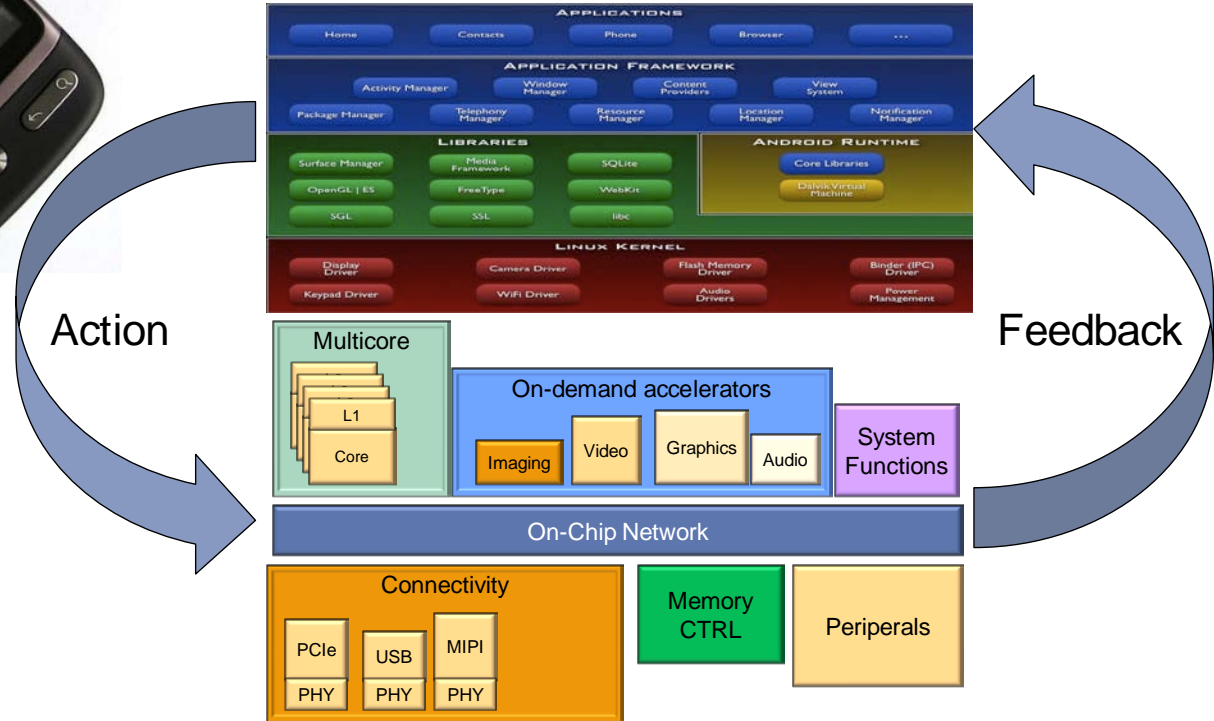 APPLICATIONS
Home
Contacts
Phone
Browser
...
APPLICATION FRAMEWORK
Activity Manager
Window
Manager
Content
Providers
View
System
Package Manager
Telephony
Manager
Resource
Manager
Location
Manager
Notification
Manager
LIBRARIES
Surface Manager
Media
Framework
SQLite
OpenGL | ES
FreeType
WebKit
SGL
SSL
libc
ANDROID RUNTIME
Core Libraries
Dalvik Virtual
Machine
LINUX KERNEL
Display
Driver
Camera Driver
Flash Memory
Driver
Binder (IPC)
Driver
Keypad Driver
WiFi Driver
Audio
Drivers
Power
Management
Action
Feedback
Multicore
L1
Core
On-demand accelerators
Imaging
Video
Graphics
Audio
System
Functions
On-Chip Network
Connectivity
PCIe
PHY
USB
PHY
MIPI
PHY
Memory
CTRL
Periperals